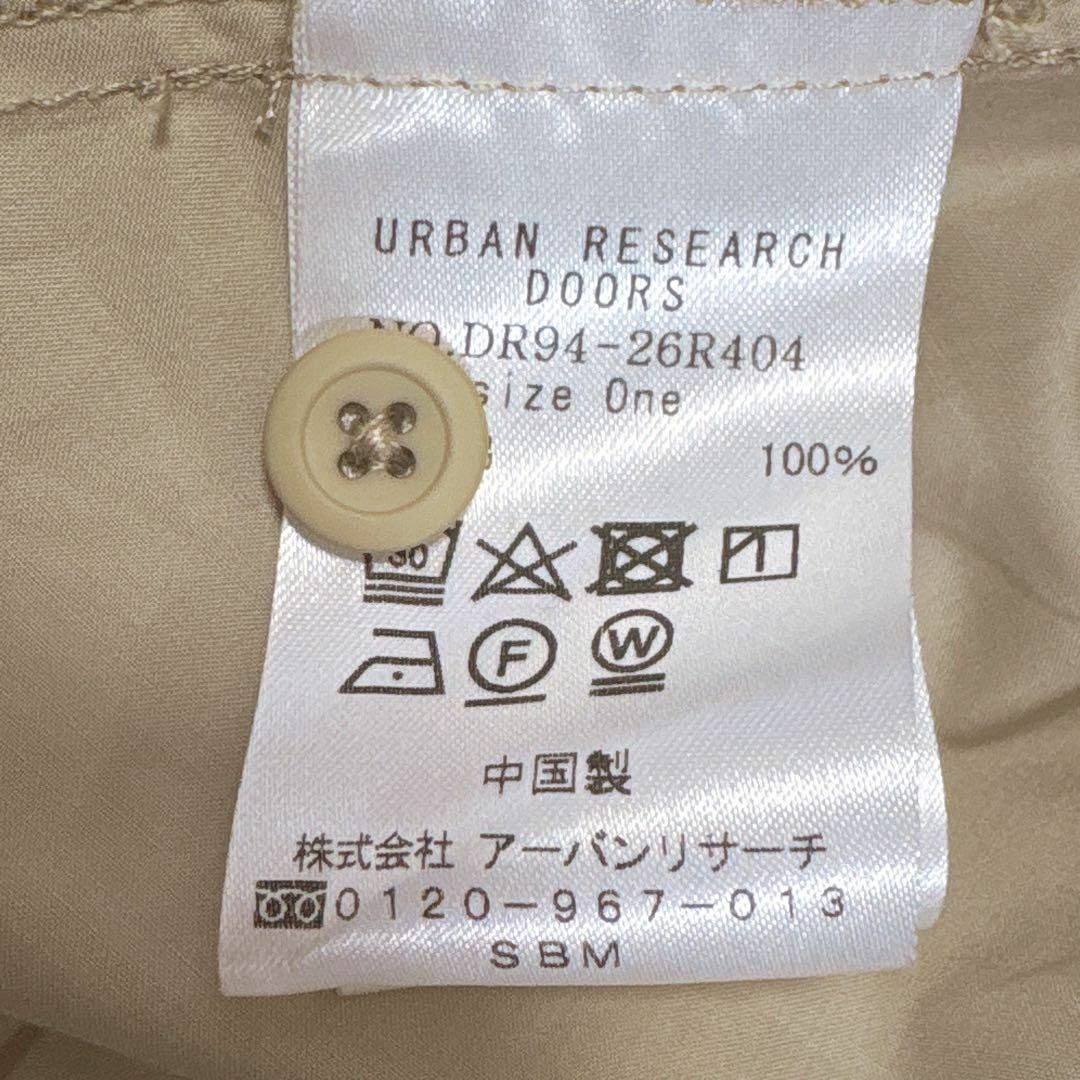 URBAN RESEARCH
DOORS
NO.DR94-26R404
size One
100%
30
F
W
中国製
株式会社 アーバンリサーチ
0120-967-013
SBM